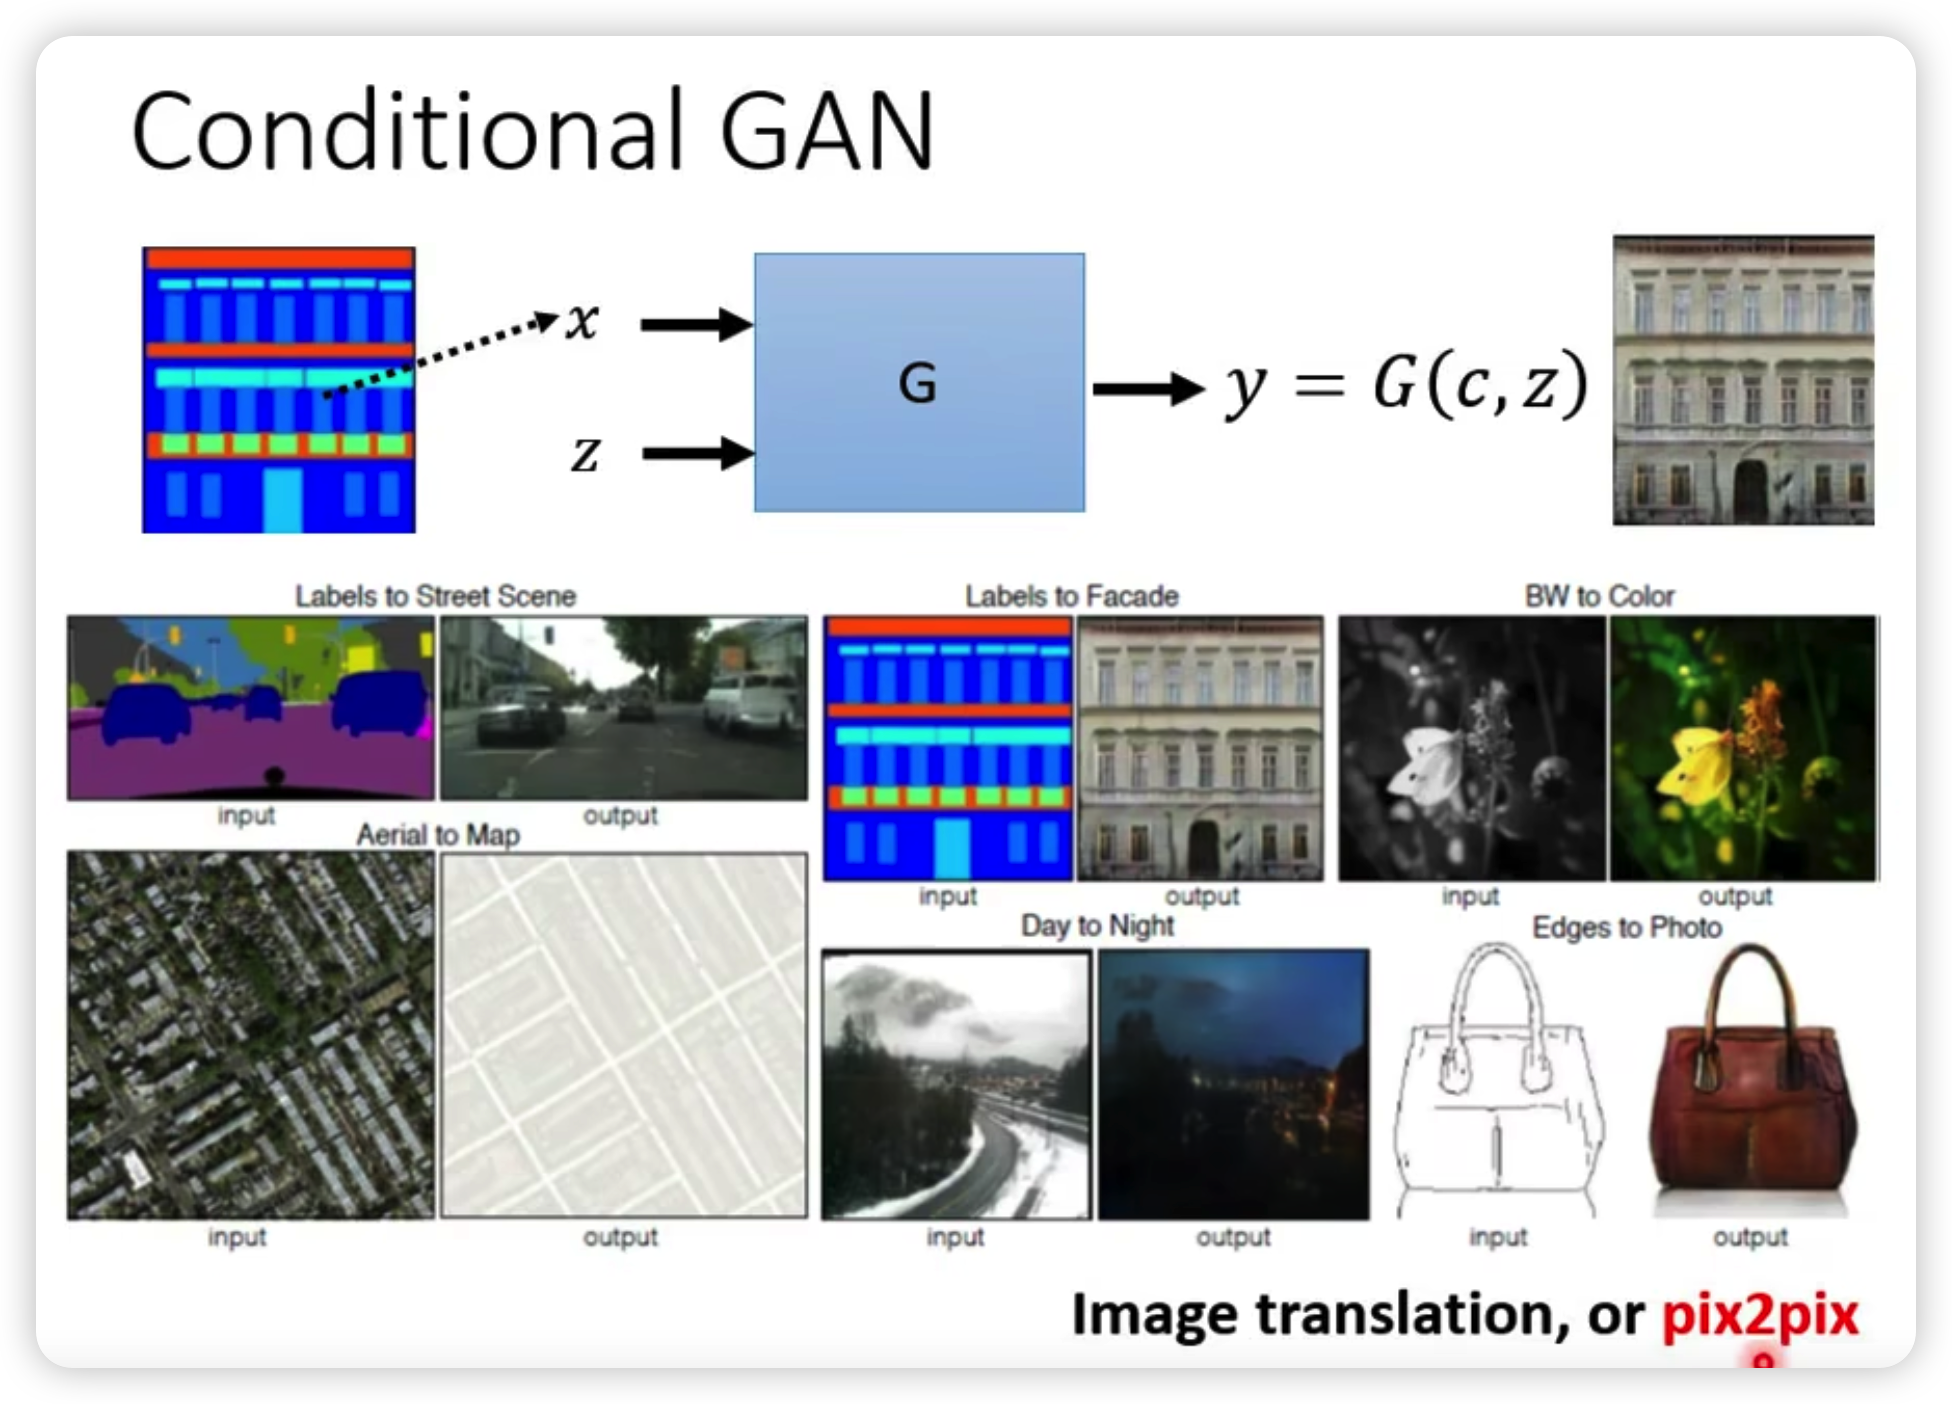 Conditional GAN
x
G
y = G(c, z)
z
Labels to Street Scene
input
output
Labels to Facade
input
output
BW to Color
input
output
Aerial to Map
input
output
Day to Night
input
output
Edges to Photo
input
output
Image translation, or pix2pix